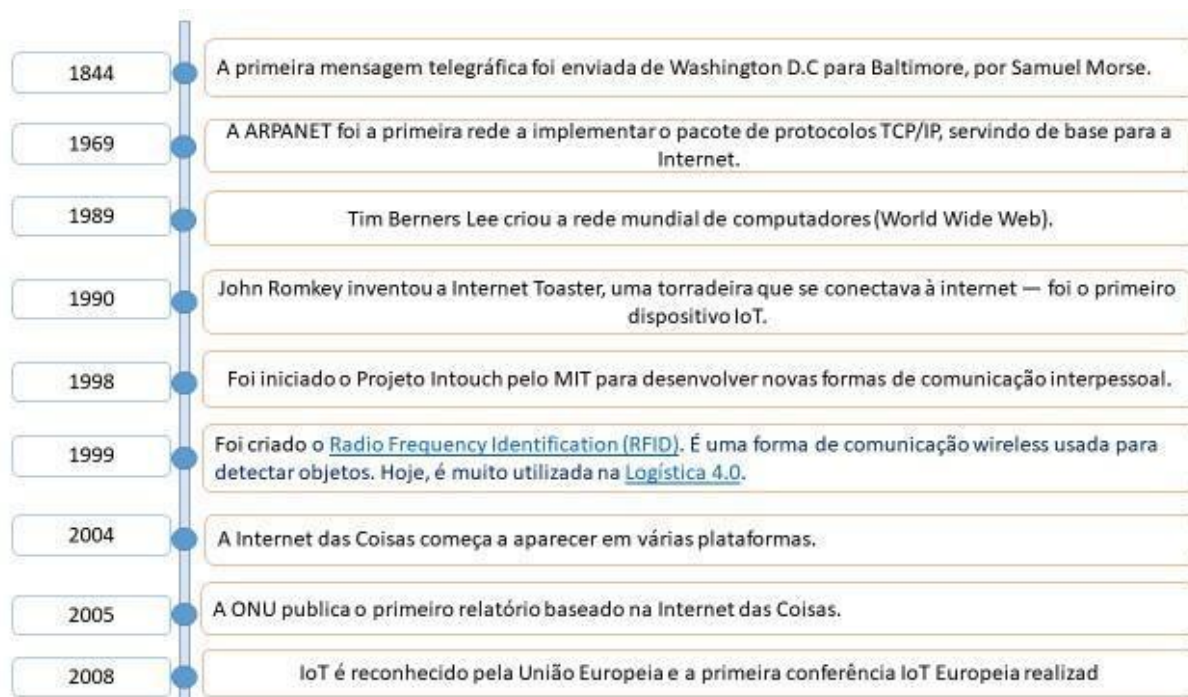 1844
A primeira mensagem telegráfica foi enviada de Washington D.C para Baltimore, por Samuel Morse.
1969
A ARPANET foi a primeira rede a implementar o pacote de protocolos TCP/IP, servindo de base para a
Internet.
1989
Tim Berners Lee criou a rede mundial de computadores (World Wide Web).
1990
John Romkey inventou a Internet Toaster, uma torradeira que se conectava à internet — foi o primeiro
dispositivo IoT.
1998
Foi iniciado o Projeto Intouch pelo MIT para desenvolver novas formas de comunicação interpessoal.
1999
Foi criado o Radio Frequency Identification (RFID). É uma forma de comunicação wireless usada para
detectar objetos. Hoje, é muito utilizada na Logística 4.0.
2004
A Internet das Coisas começa a aparecer em várias plataformas.
2005
A ONU publica o primeiro relatório baseado na Internet das Coisas.
2008
IoT é reconhecido pela União Europeia e a primeira conferência IoT Europeia realizad